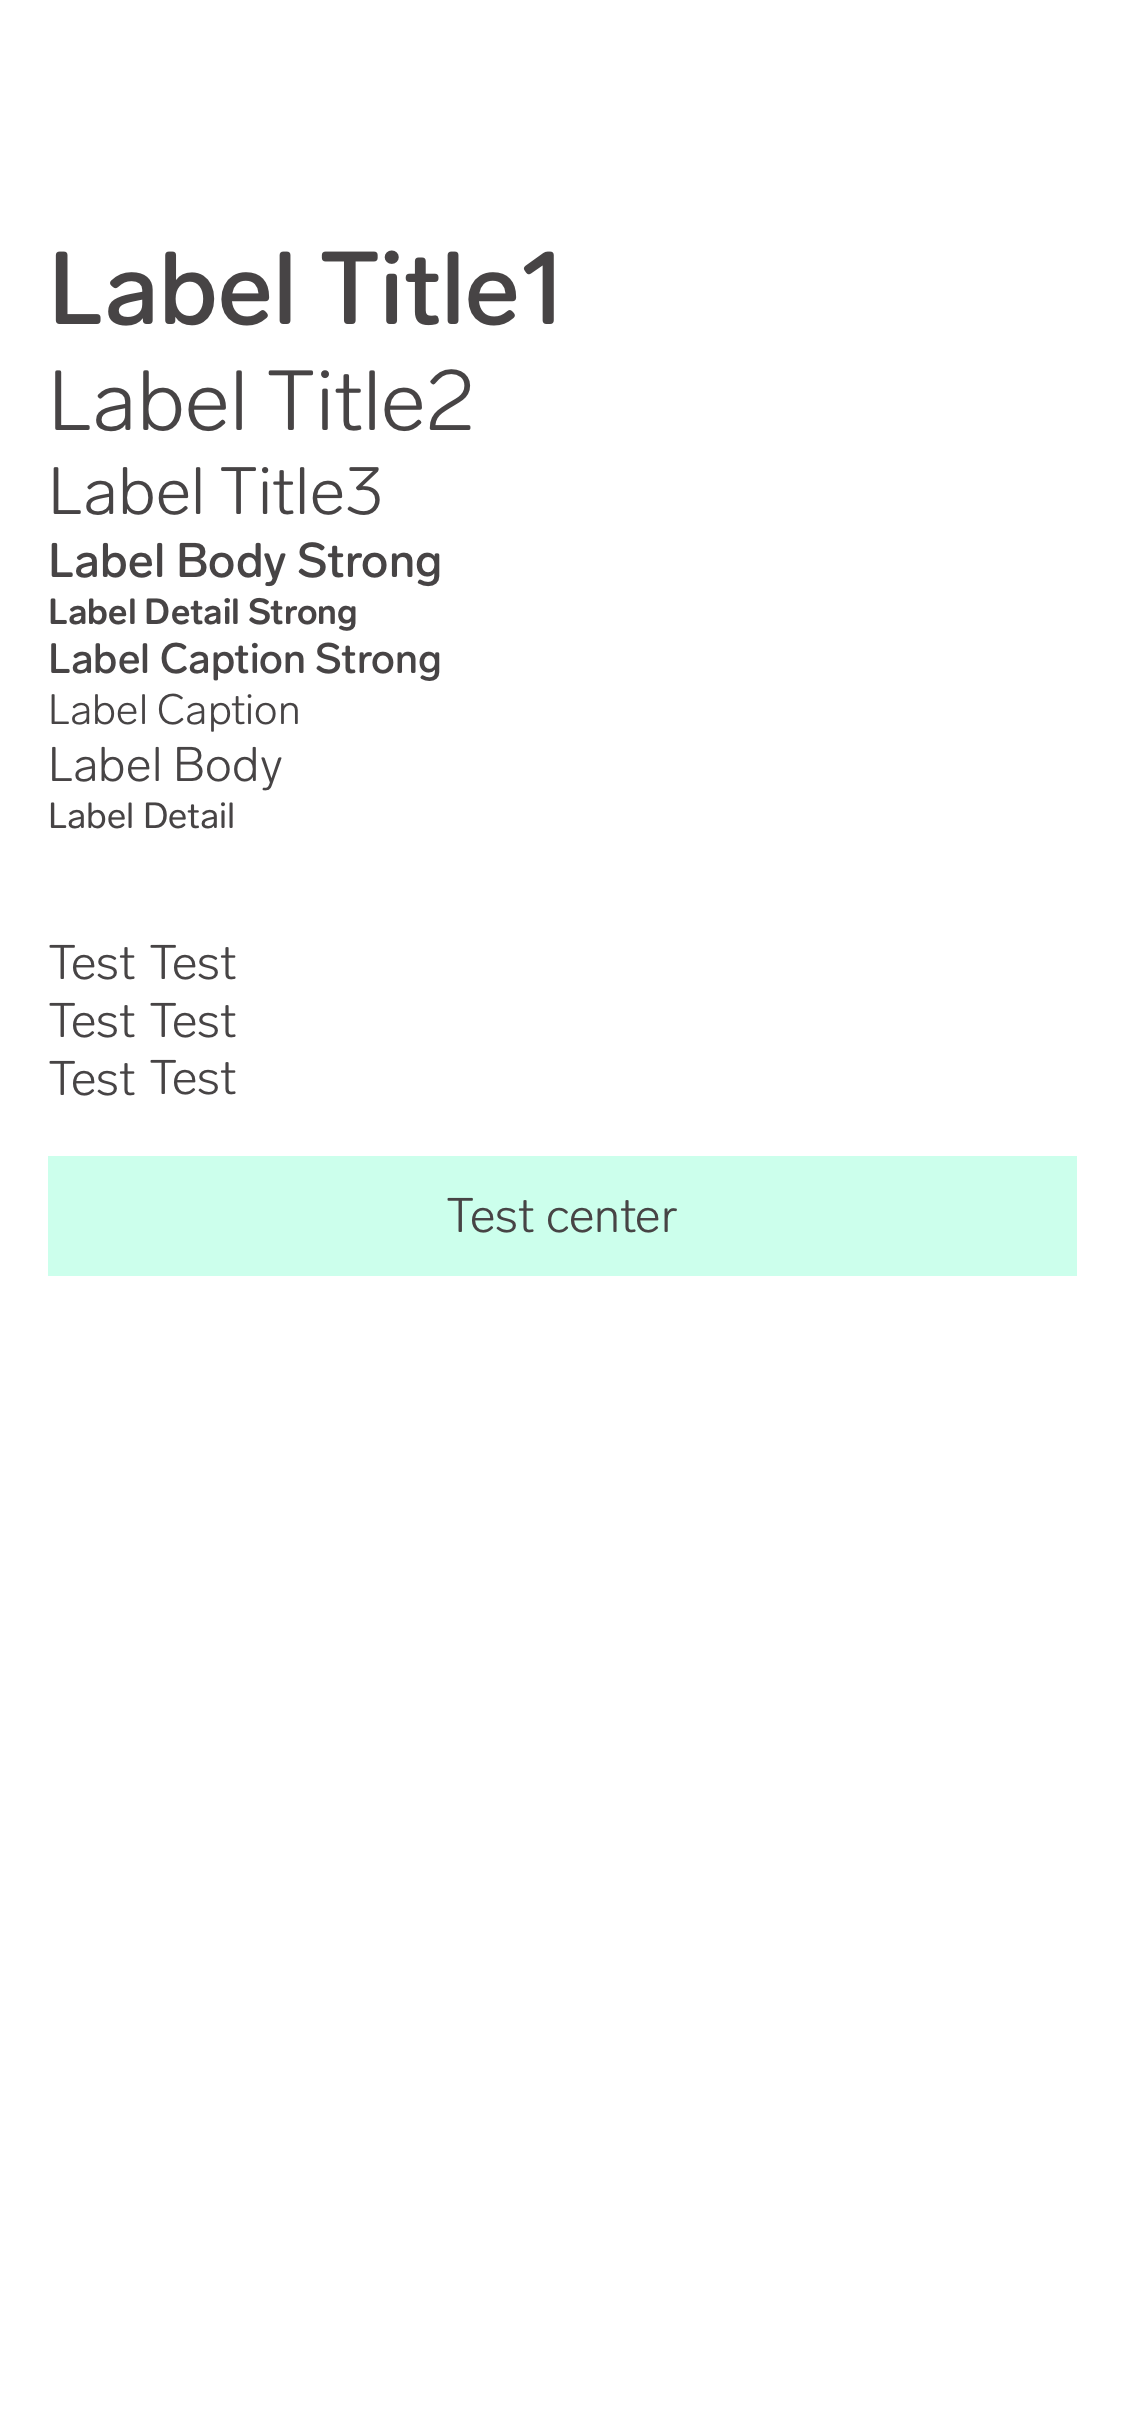 Label Title1
Label Title2
Label Title3
Label Body Strong
Label Detail Strong
Label Caption Strong
Label Caption
Label Body
Label Detail
Test Test
Test Test
Test Test
Test center